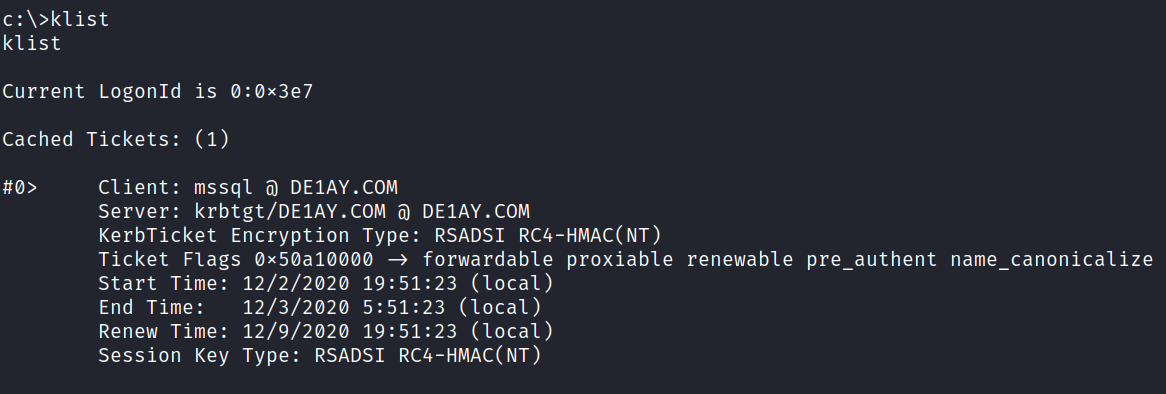 c:\>klist
klist
Current LogonId is 0:0×3e7
Cached Tickets: (1)
#0> Client: mssql @ DE1AY.COM
Server: krbtgt/DE1AY.COM @ DE1AY.COM
KerbTicket Encryption Type: RSADSI RC4-HMAC(NT)
Ticket Flags 0×50a10000 → forwardable proxiable renewable pre_authent name_canonicalize
Start Time: 12/2/2020 19:51:23 (local)
End Time: 12/3/2020 5:51:23 (local)
Renew Time: 12/9/2020 19:51:23 (local)
Session Key Type: RSADSI RC4-HMAC(NT)